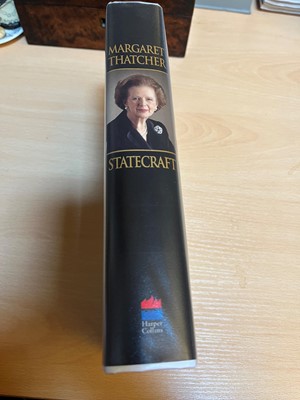 MARGARET
THATCHER
STATECRAFT
Harper
Collins